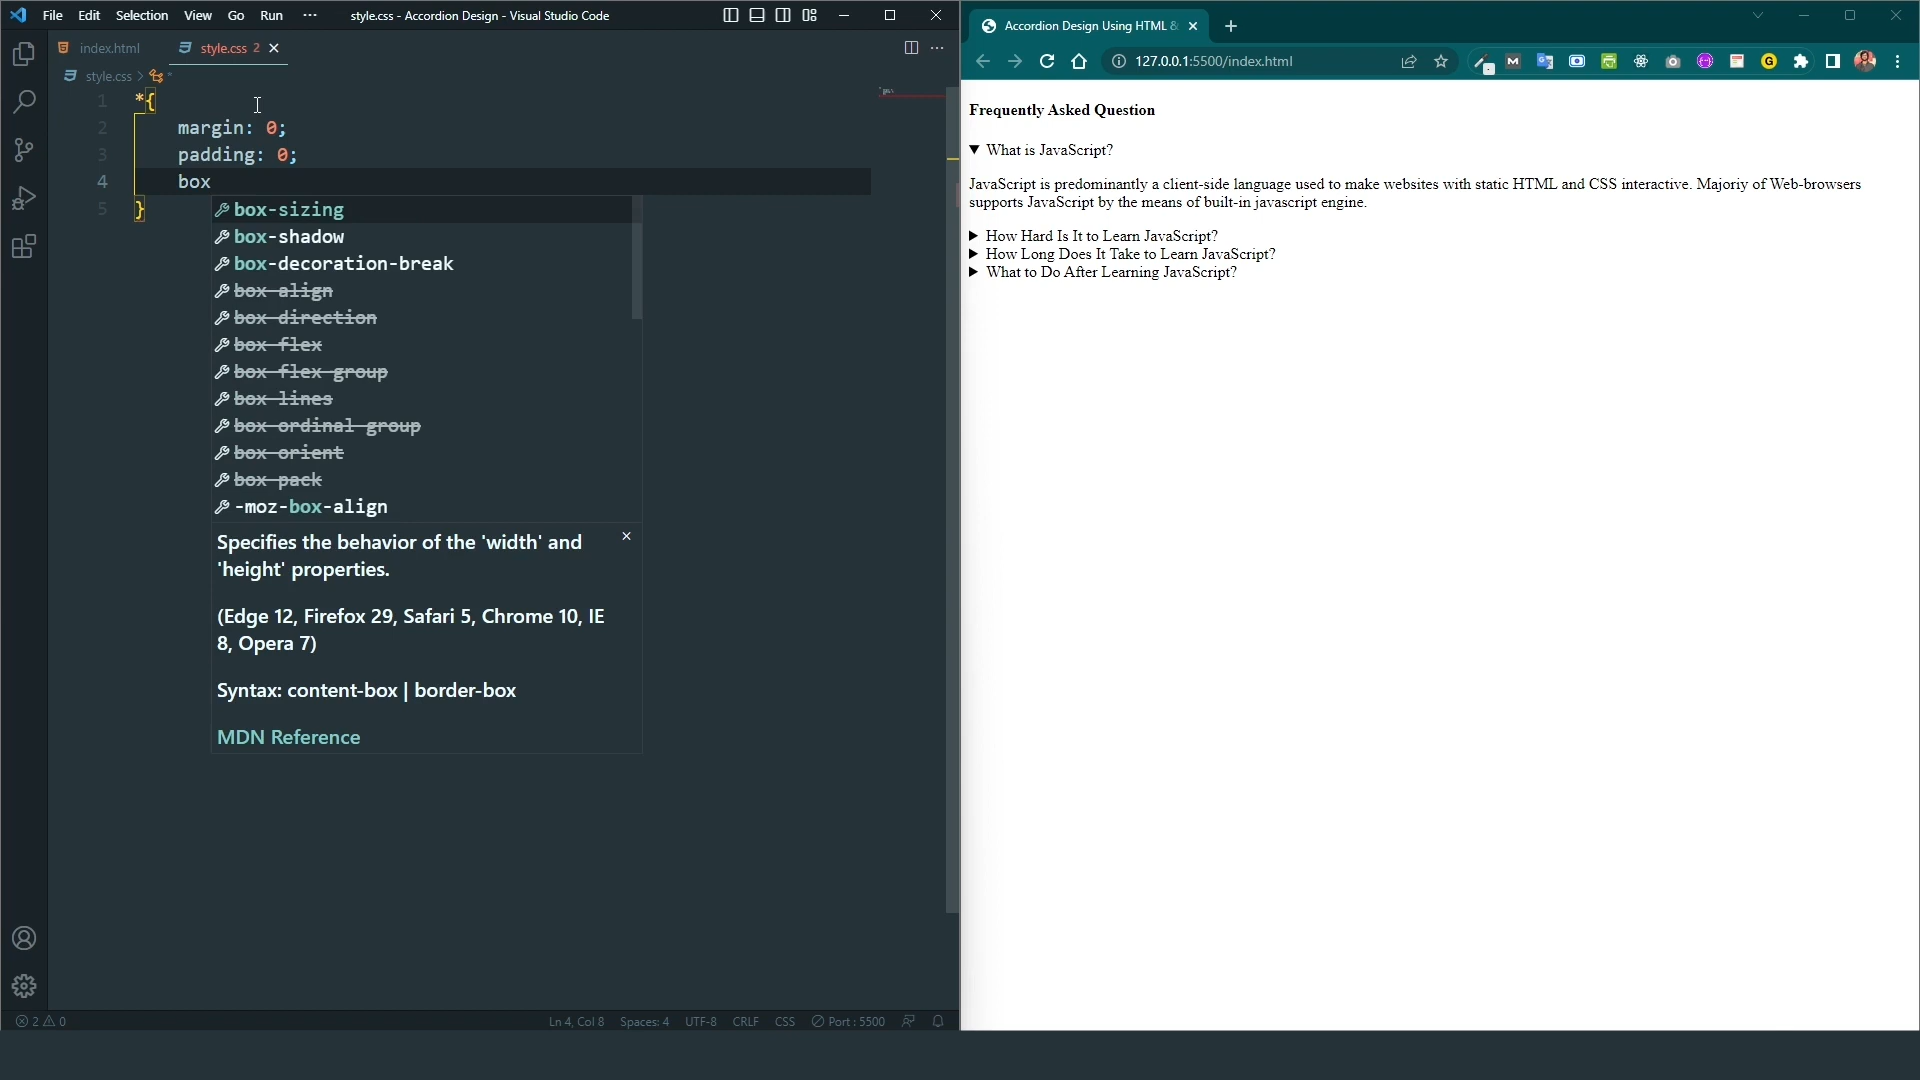 File Edit Selection View Go Run ··· style.css - Accordion Design - Visual Studio Code
index.html style.css 2
style.css > *
1 *{
2 margin: 0;
3 padding: 0;
4 box
5 }
box-sizing
box-shadow
box-decoration-break
box-align
box-direction
box-flex
box-flex-group
box-lines
box-ordinal-group
box-orient
box-pack
-moz-box-align
Specifies the behavior of the 'width' and
'height' properties.
(Edge 12, Firefox 29, Safari 5, Chrome 10, IE
8, Opera 7)
Syntax: content-box | border-box
MDN Reference
2 0 Ln 4, Col 8 Spaces: 4 UTF-8 CRLF CSS Port : 5500
Accordion Design Using HTML &
127.0.0.1:5500/index.html
Frequently Asked Question
What is JavaScript?
JavaScript is predominantly a client-side language used to make websites with static HTML and CSS interactive. Majoriy of Web-browsers
supports JavaScript by the means of built-in javascript engine.
How Hard Is It to Learn JavaScript?
How Long Does It Take to Learn JavaScript?
What to Do After Learning JavaScript?